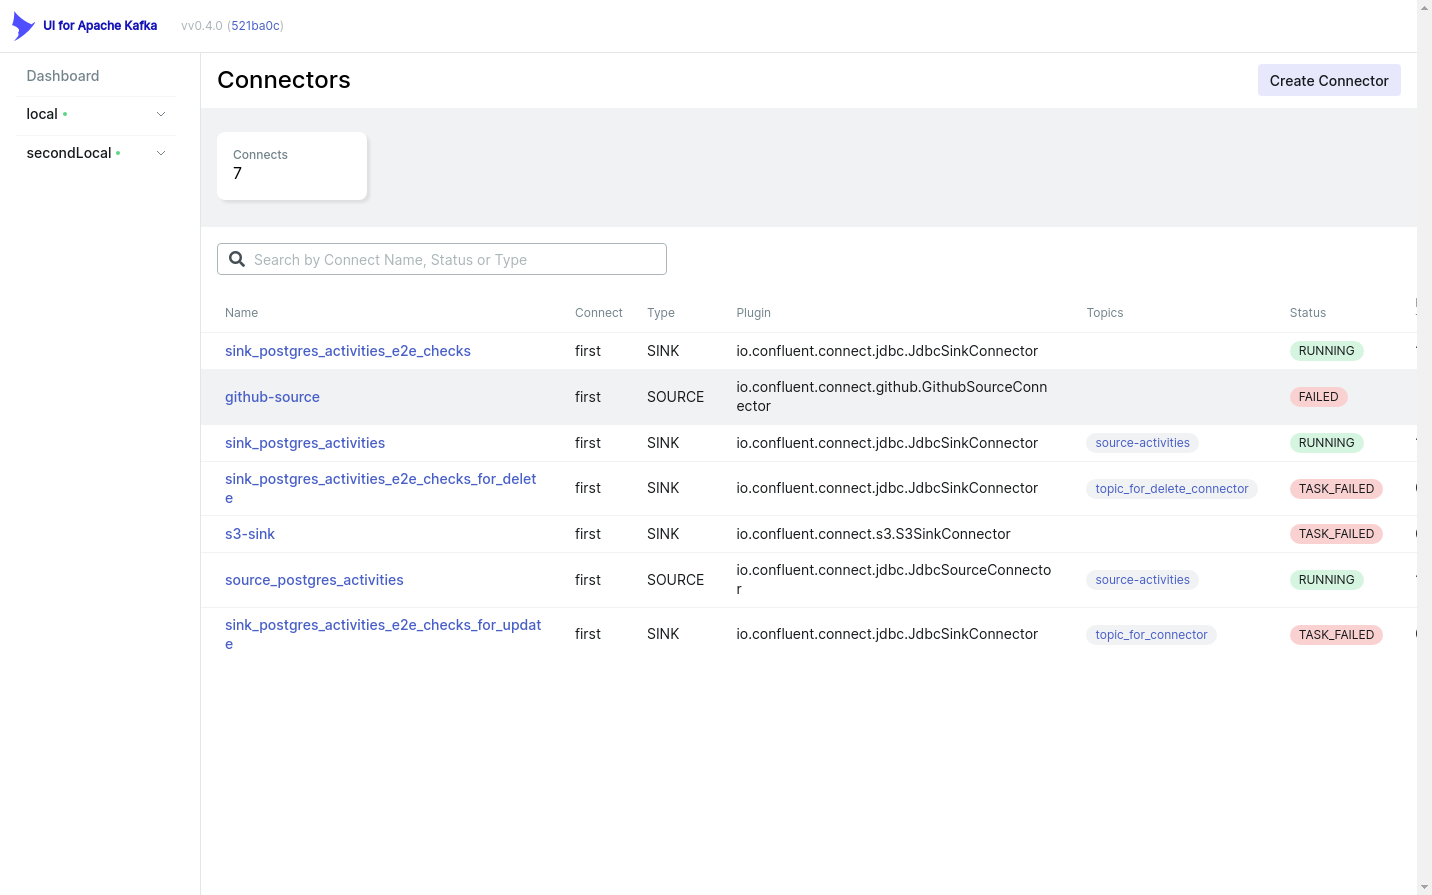 UI for Apache Kafka vv0.4.0 (521ba0c)
Dashboard
local
secondLocal
Connectors
Create Connector
Connects
7
Search by Connect Name, Status or Type
Name Connect Type Plugin Topics Status
sink_postgres_activities_e2e_checks first SINK io.confluent.connect.jdbc.JdbcSinkConnector RUNNING
github-source first SOURCE io.confluent.connect.github.GithubSourceConn
ector FAILED
sink_postgres_activities first SINK io.confluent.connect.jdbc.JdbcSinkConnector source-activities RUNNING
sink_postgres_activities_e2e_checks_for_delet
e first SINK io.confluent.connect.jdbc.JdbcSinkConnector topic_for_delete_connector TASK_FAILED
s3-sink first SINK io.confluent.connect.s3.S3SinkConnector TASK_FAILED
source_postgres_activities first SOURCE io.confluent.connect.jdbc.JdbcSourceConnecto
r source-activities RUNNING
sink_postgres_activities_e2e_checks_for_updat
e first SINK io.confluent.connect.jdbc.JdbcSinkConnector topic_for_connector TASK_FAILED